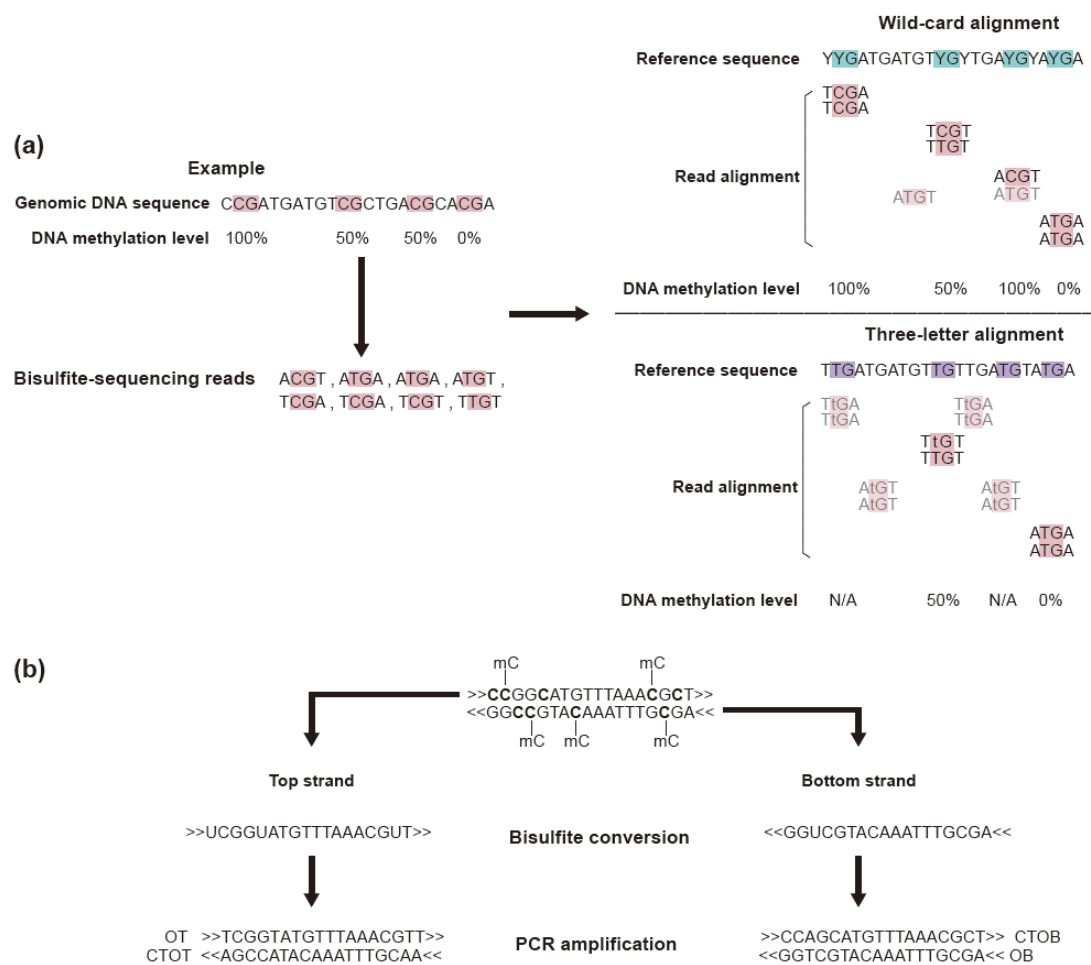 (a)
Example
Genomic DNA sequence CCGATGATGTCGCTGACGCACGA
DNA methylation level 100% 50% 50% 0%
Bisulfite-sequencing reads ACGT , ATGA , ATGA , ATGT ,
TCGA , TCGA , TCGT , TTGT
Wild-card alignment
Reference sequence YYGATGATGTYGYTGAYGYAYGA
Read alignment
TCGA
TCGA
TCGT
TTGT
ACGT
ATGT ATGT
ATGA
ATGA
DNA methylation level 100% 50% 100% 0%
Three-letter alignment
Reference sequence TTGATGATGTTGTTGATGTATGA
Read alignment
TtGA TtGA
TtGA TtGA
TtGT
TTGT
AtGT AtGT
AtGT AtGT
ATGA
ATGA
DNA methylation level N/A 50% N/A 0%
(b)
mC mC
>>CCGGCATGTTTAAACGCT>>
<<GGCCGTACAAATTTGCGA<<
mC mC mC
Top strand Bottom strand
>>UCGGUATGTTTAAACGUT>> Bisulfite conversion <<GGUCGTACAAATTTGCGA<<
OT >>TCGGTATGTTTAAACGTT>> PCR amplification >>CCAGCATGTTTAAACGCT>> CTOB
CTOT <<AGCCATACAAATTTGCAA<< <<GGTCGTACAAATTTGCGA<< OB